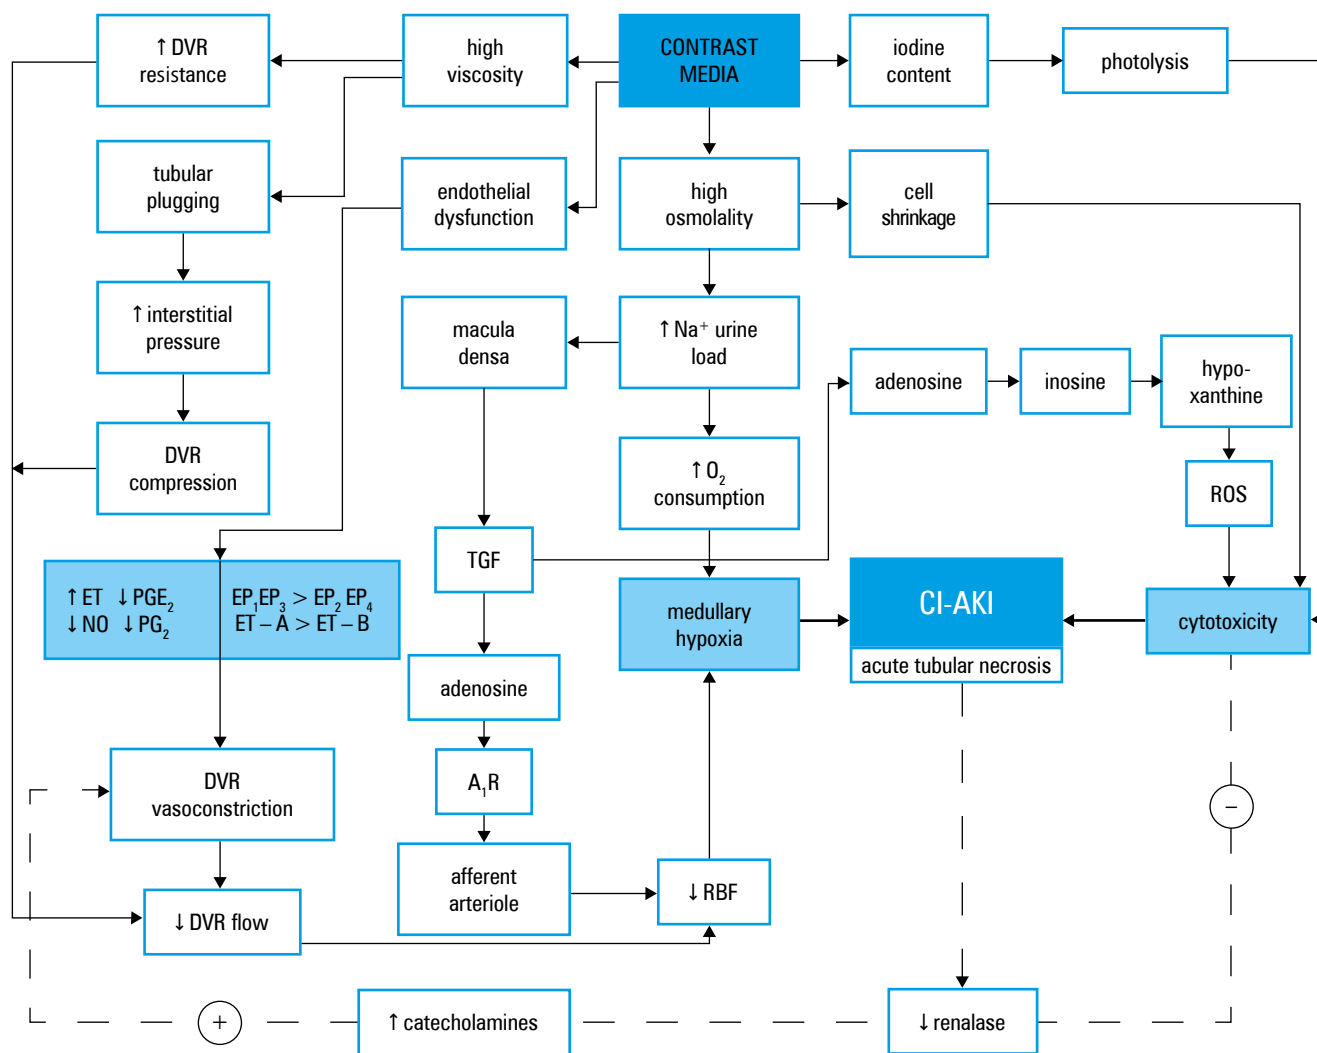 ↑ DVR
resistance
high
viscosity
CONTRAST
MEDIA
iodine
content
photolysis
tubular
plugging
endothelial
dysfunction
high
osmolality
cell
shrinkage
↑ interstitial
pressure
macula
densa
↑ Na⁺ urine
load
adenosine
inosine
hypo-
xanthine
DVR
compression
↑ O₂
consumption
ROS
TGF
↑ ET ↓ PGE₂
↓ NO ↓ PG₂
EP₁EP₃ > EP₂ EP₄
ET – A > ET – B
medullary
hypoxia
CI-AKI
acute tubular necrosis
cytotoxicity
adenosine
DVR
vasoconstriction
A₁R
–
afferent
arteriole
↓ RBF
↓ DVR flow
+
↑ catecholamines
↓ renalase